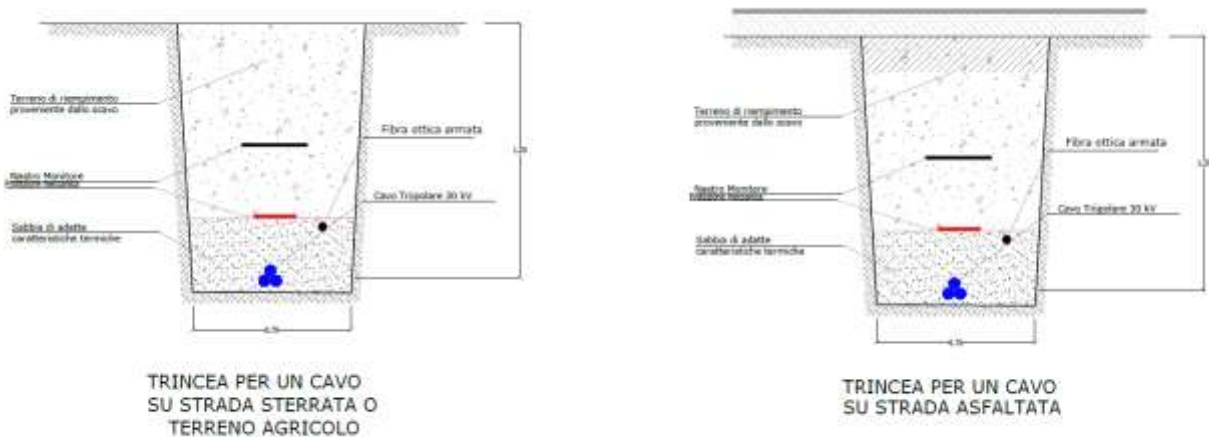 Terreno di riempimento
proveniente dallo scavo
Fibra ottica armata
Nastro Monitore
Cavo Tripolare 30 kV
Sabbia di adatte
caratteristiche termiche
TRINCEA PER UN CAVO
SU STRADA STERRATA O
TERRENO AGRICOLO
Terreno di riempimento
proveniente dallo scavo
Fibra ottica armata
Nastro Monitore
Cavo Tripolare 30 kV
Sabbia di adatte
caratteristiche termiche
TRINCEA PER UN CAVO
SU STRADA ASFALTATA